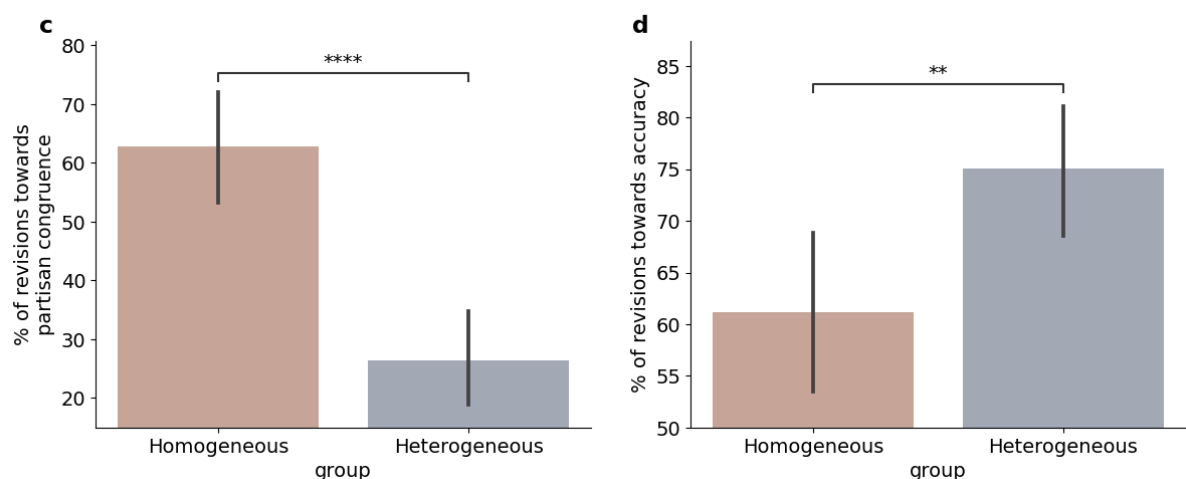 c
80
70
60
50
40
30
20
% of revisions towards
partisan congruence
****
Homogeneous
Heterogeneous
group
d
85
80
75
70
65
60
55
50
% of revisions towards accuracy
**
Homogeneous
Heterogeneous
group